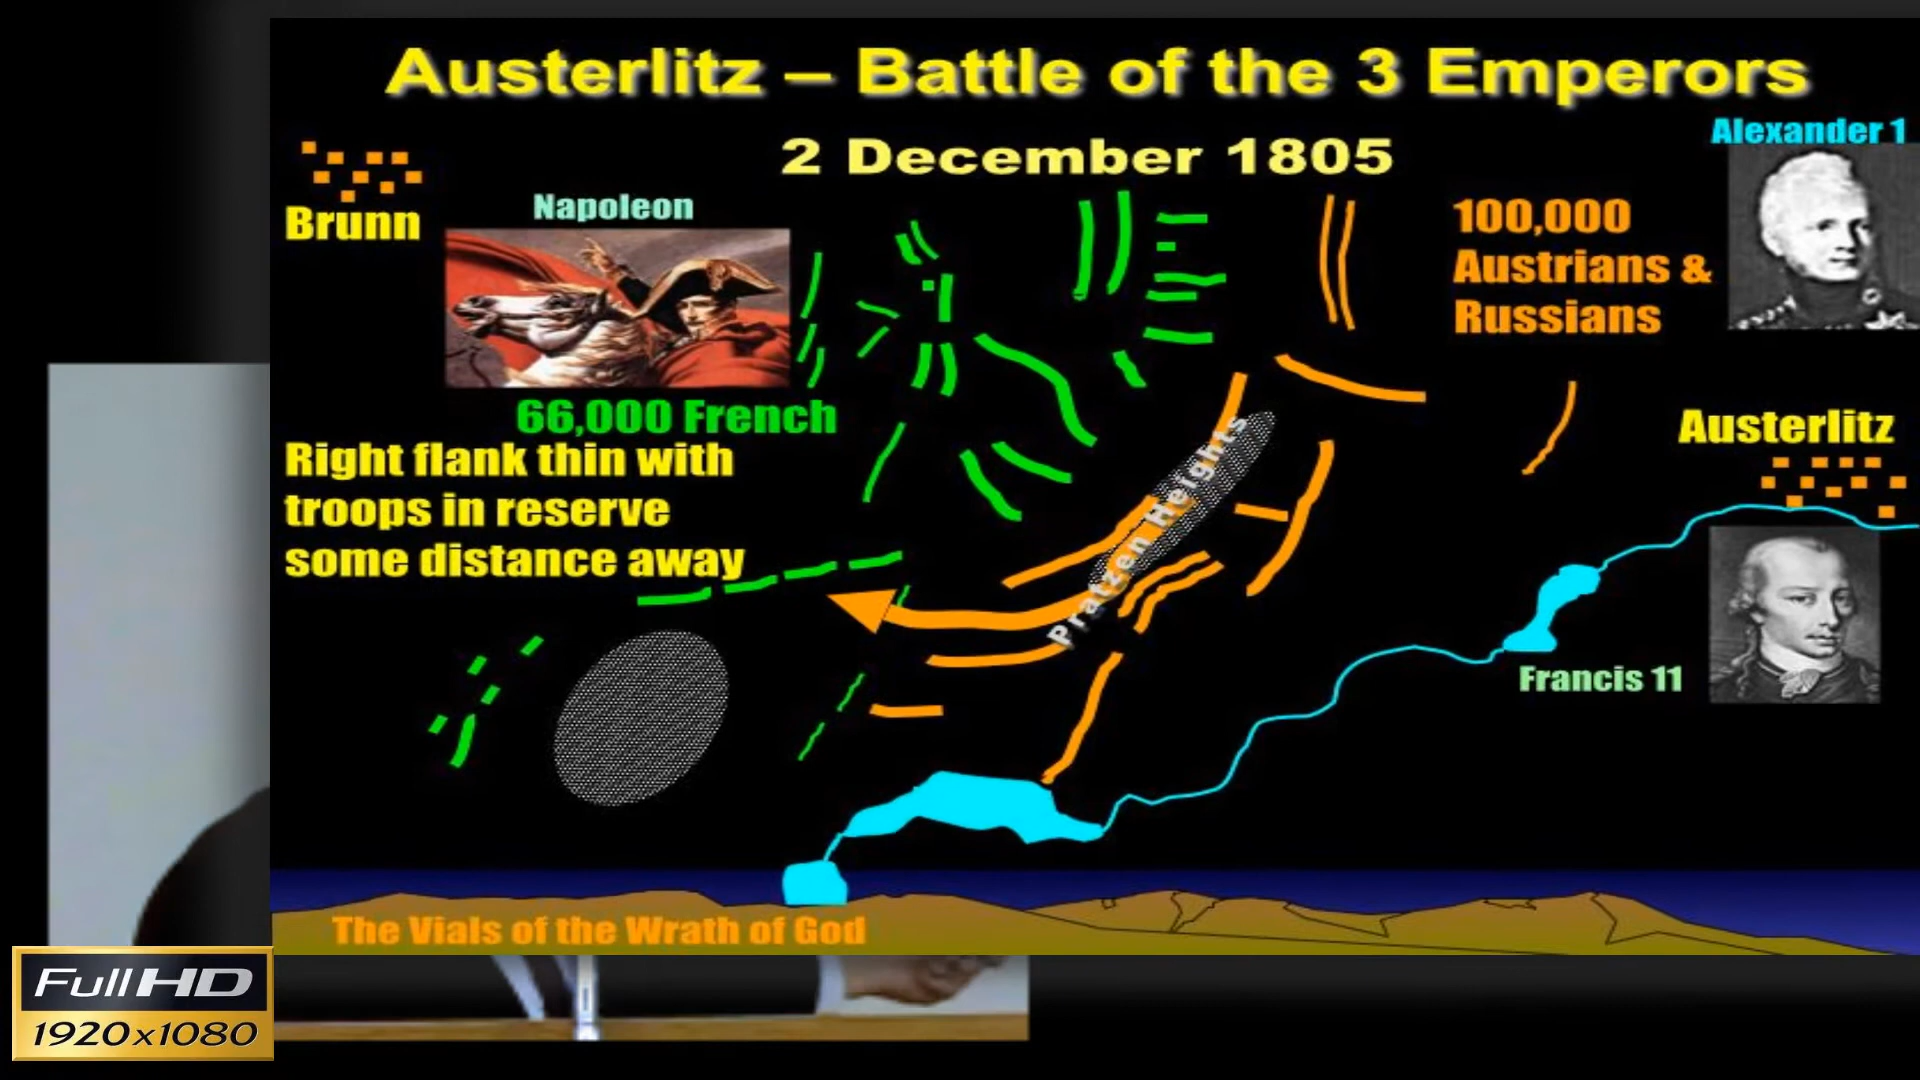 Austerlitz – Battle of the 3 Emperors
2 December 1805
Alexander 1
Brunn
Napoleon
100,000
Austrians &
Russians
66,000 French
Right flank thin with
troops in reserve
some distance away
Pratzen Heights
Austerlitz
Francis 11
The Vials of the Wrath of God
Full HD
1920x1080